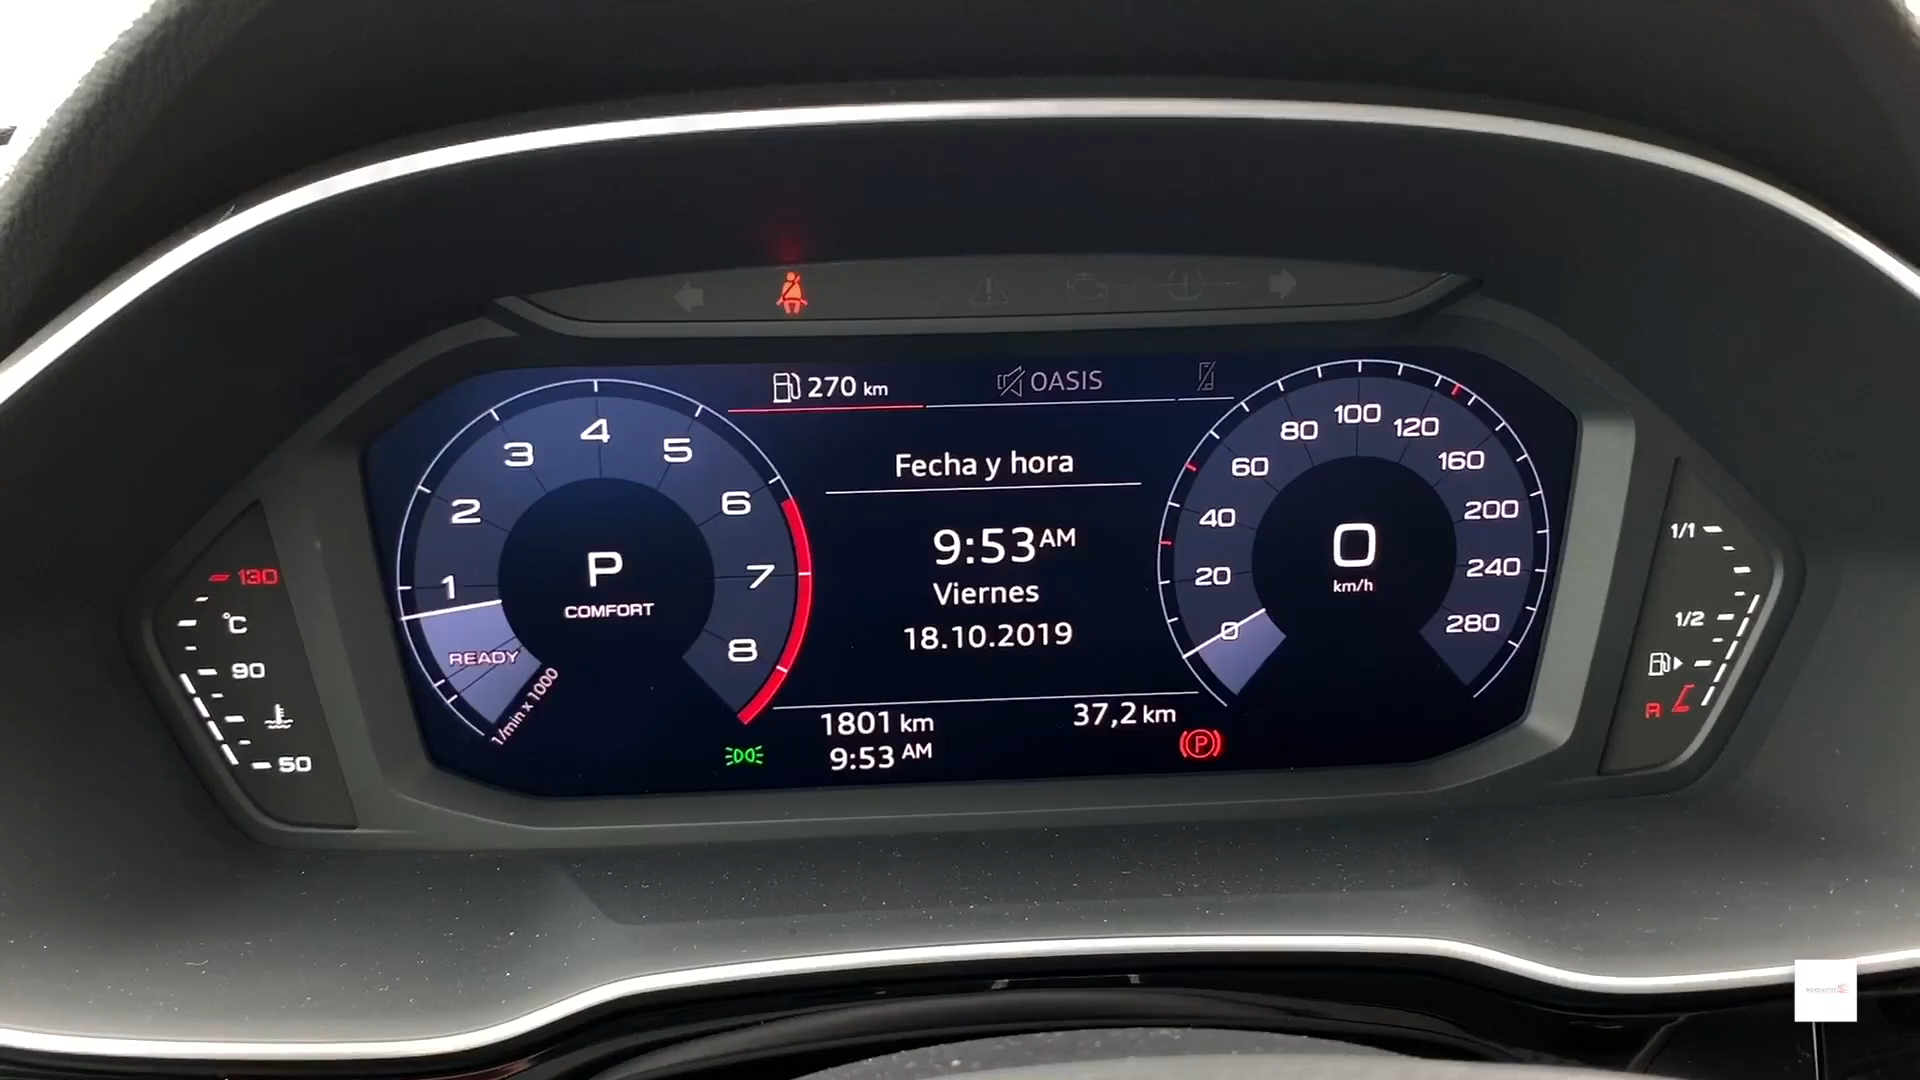 270 km
OASIS
Fecha y hora
9:53 AM
Viernes
18.10.2019
1801 km
37,2 km
9:53 AM
1
2
3
4
5
6
7
8
READY
1/min x 1000
P
COMFORT
0
20
40
60
80
100
120
160
200
240
280
0
km/h
130
°C
90
50
1/1
1/2
R
P